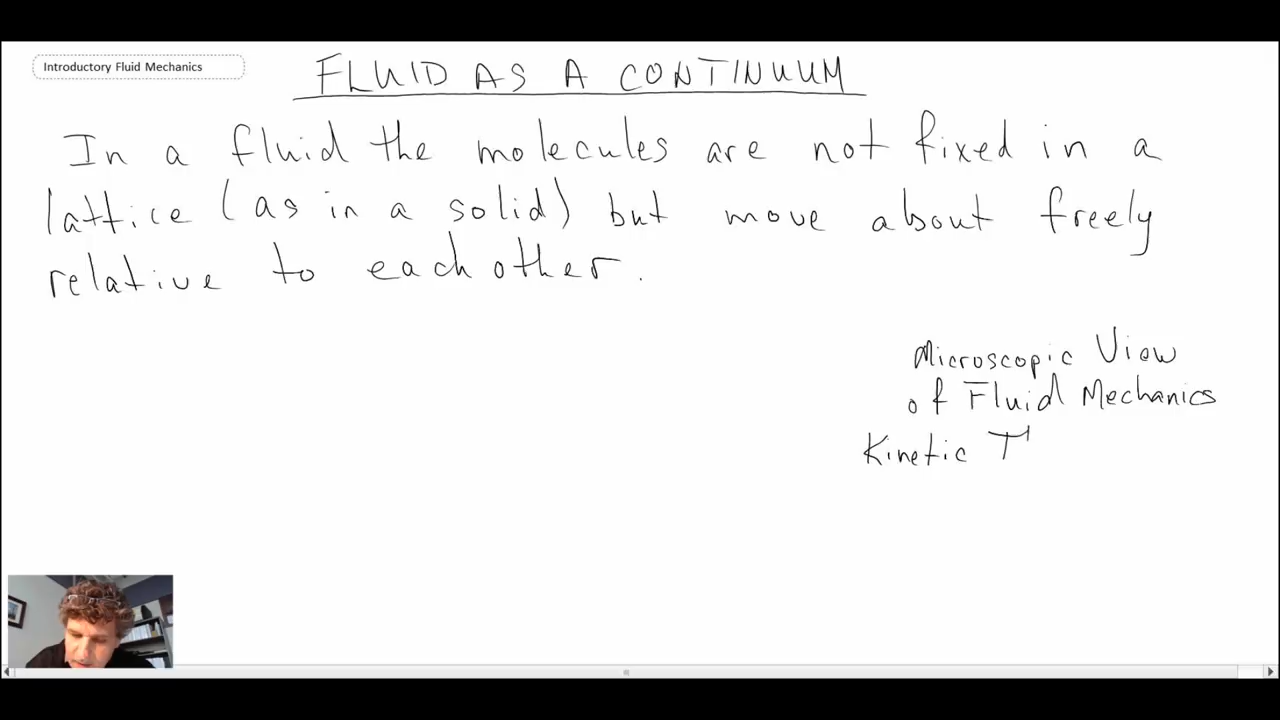 Introductory Fluid Mechanics
FLUID AS A CONTINUUM
In a fluid the molecules are not fixed in a
lattice (as in a solid) but move about freely
relative to each other.
Microscopic View
of Fluid Mechanics
Kinetic T